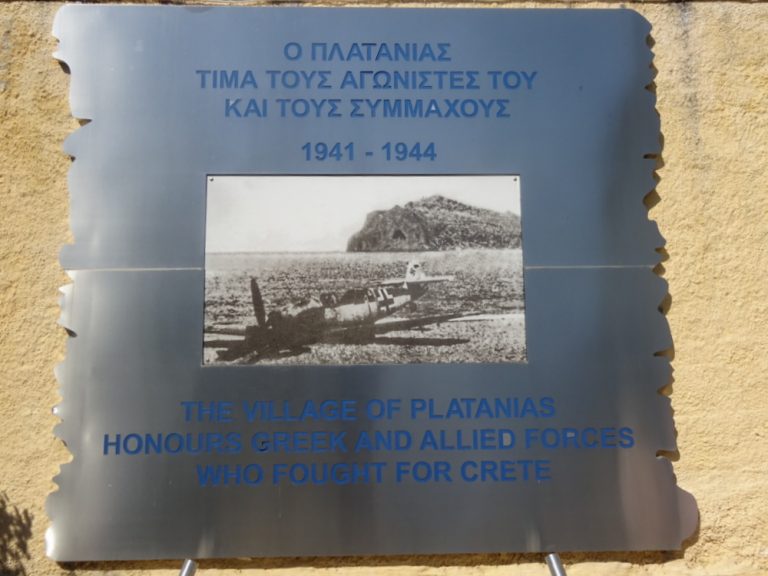 Ο ΠΛΑΤΑΝΙΑΣ
ΤΙΜΑ ΤΟΥΣ ΑΓΩΝΙΣΤΕΣ ΤΟΥ
ΚΑΙ ΤΟΥΣ ΣΥΜΜΑΧΟΥΣ
1941 - 1944
THE VILLAGE OF PLATANIAS
HONOURS GREEK AND ALLIED FORCES
WHO FOUGHT FOR CRETE